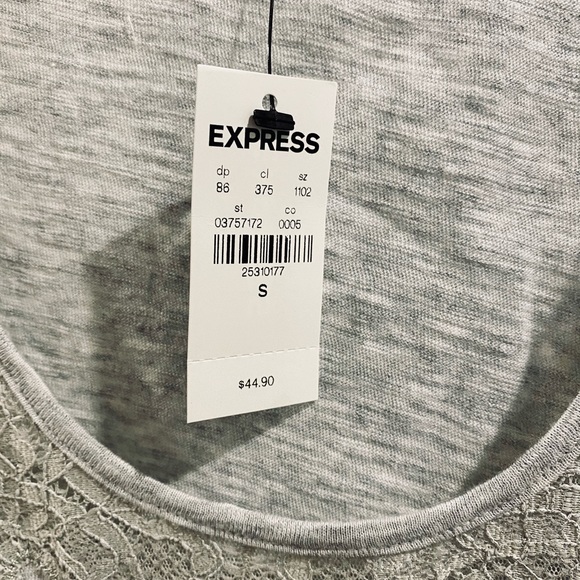 EXPRESS
dp cl sz
86 375 1102
st co
03757172 0005
25310177
S
$44.90